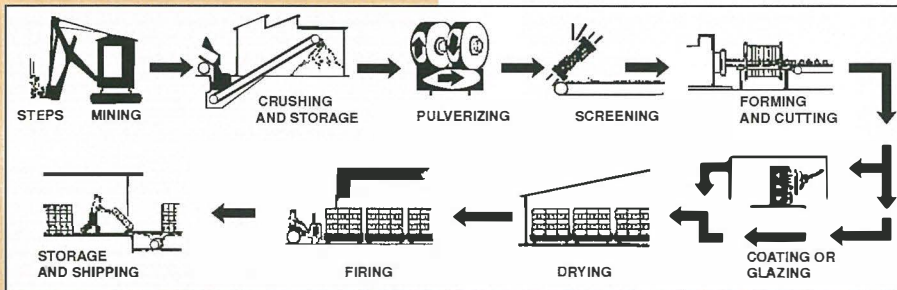 STEPS MINING
CRUSHING
AND STORAGE
PULVERIZING
SCREENING
FORMING
AND CUTTING
STORAGE
AND SHIPPING
FIRING
DRYING
COATING OR
GLAZING